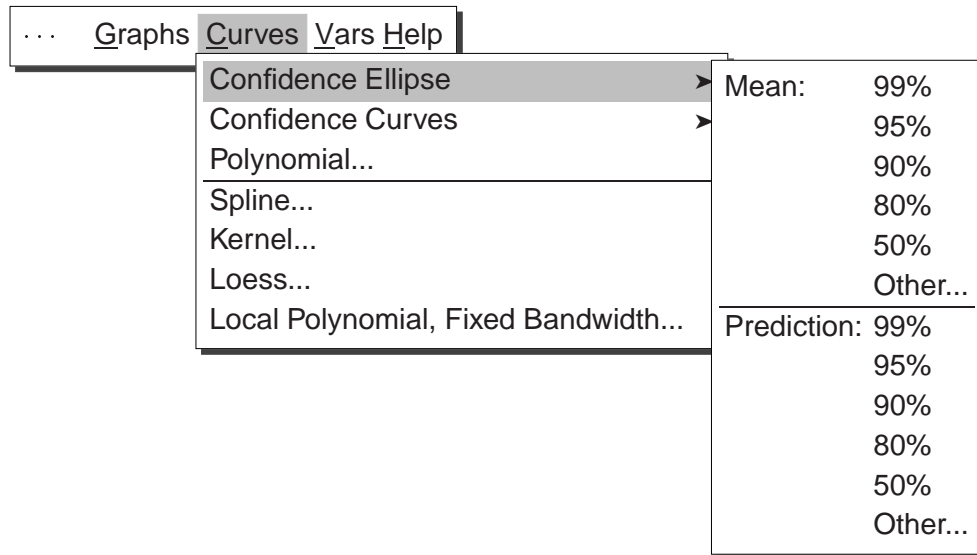 ... Graphs Curves Vars Help
Confidence Ellipse ➤
Confidence Curves ➤
Polynomial...
Spline...
Kernel...
Loess...
Local Polynomial, Fixed Bandwidth...
Mean: 99%
95%
90%
80%
50%
Other...
Prediction: 99%
95%
90%
80%
50%
Other...